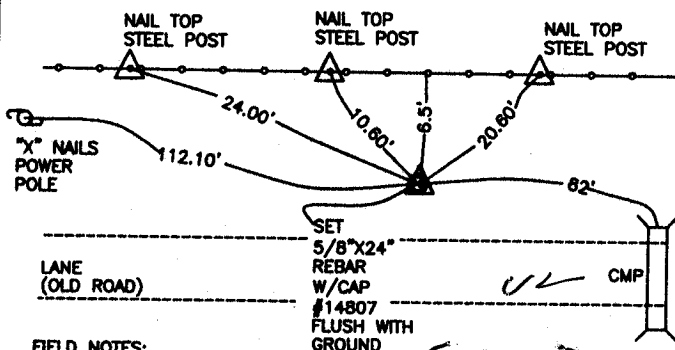 NAIL TOP
STEEL POST
NAIL TOP
STEEL POST
NAIL TOP
STEEL POST
24.00'
10.60'
6.5'
20.60'
"X" NAILS
POWER
POLE
112.10'
62'
SET
5/8"X24"
REBAR
W/CAP
#14807
FLUSH WITH
GROUND
LANE
(OLD ROAD)
CMP
FIELD NOTES: